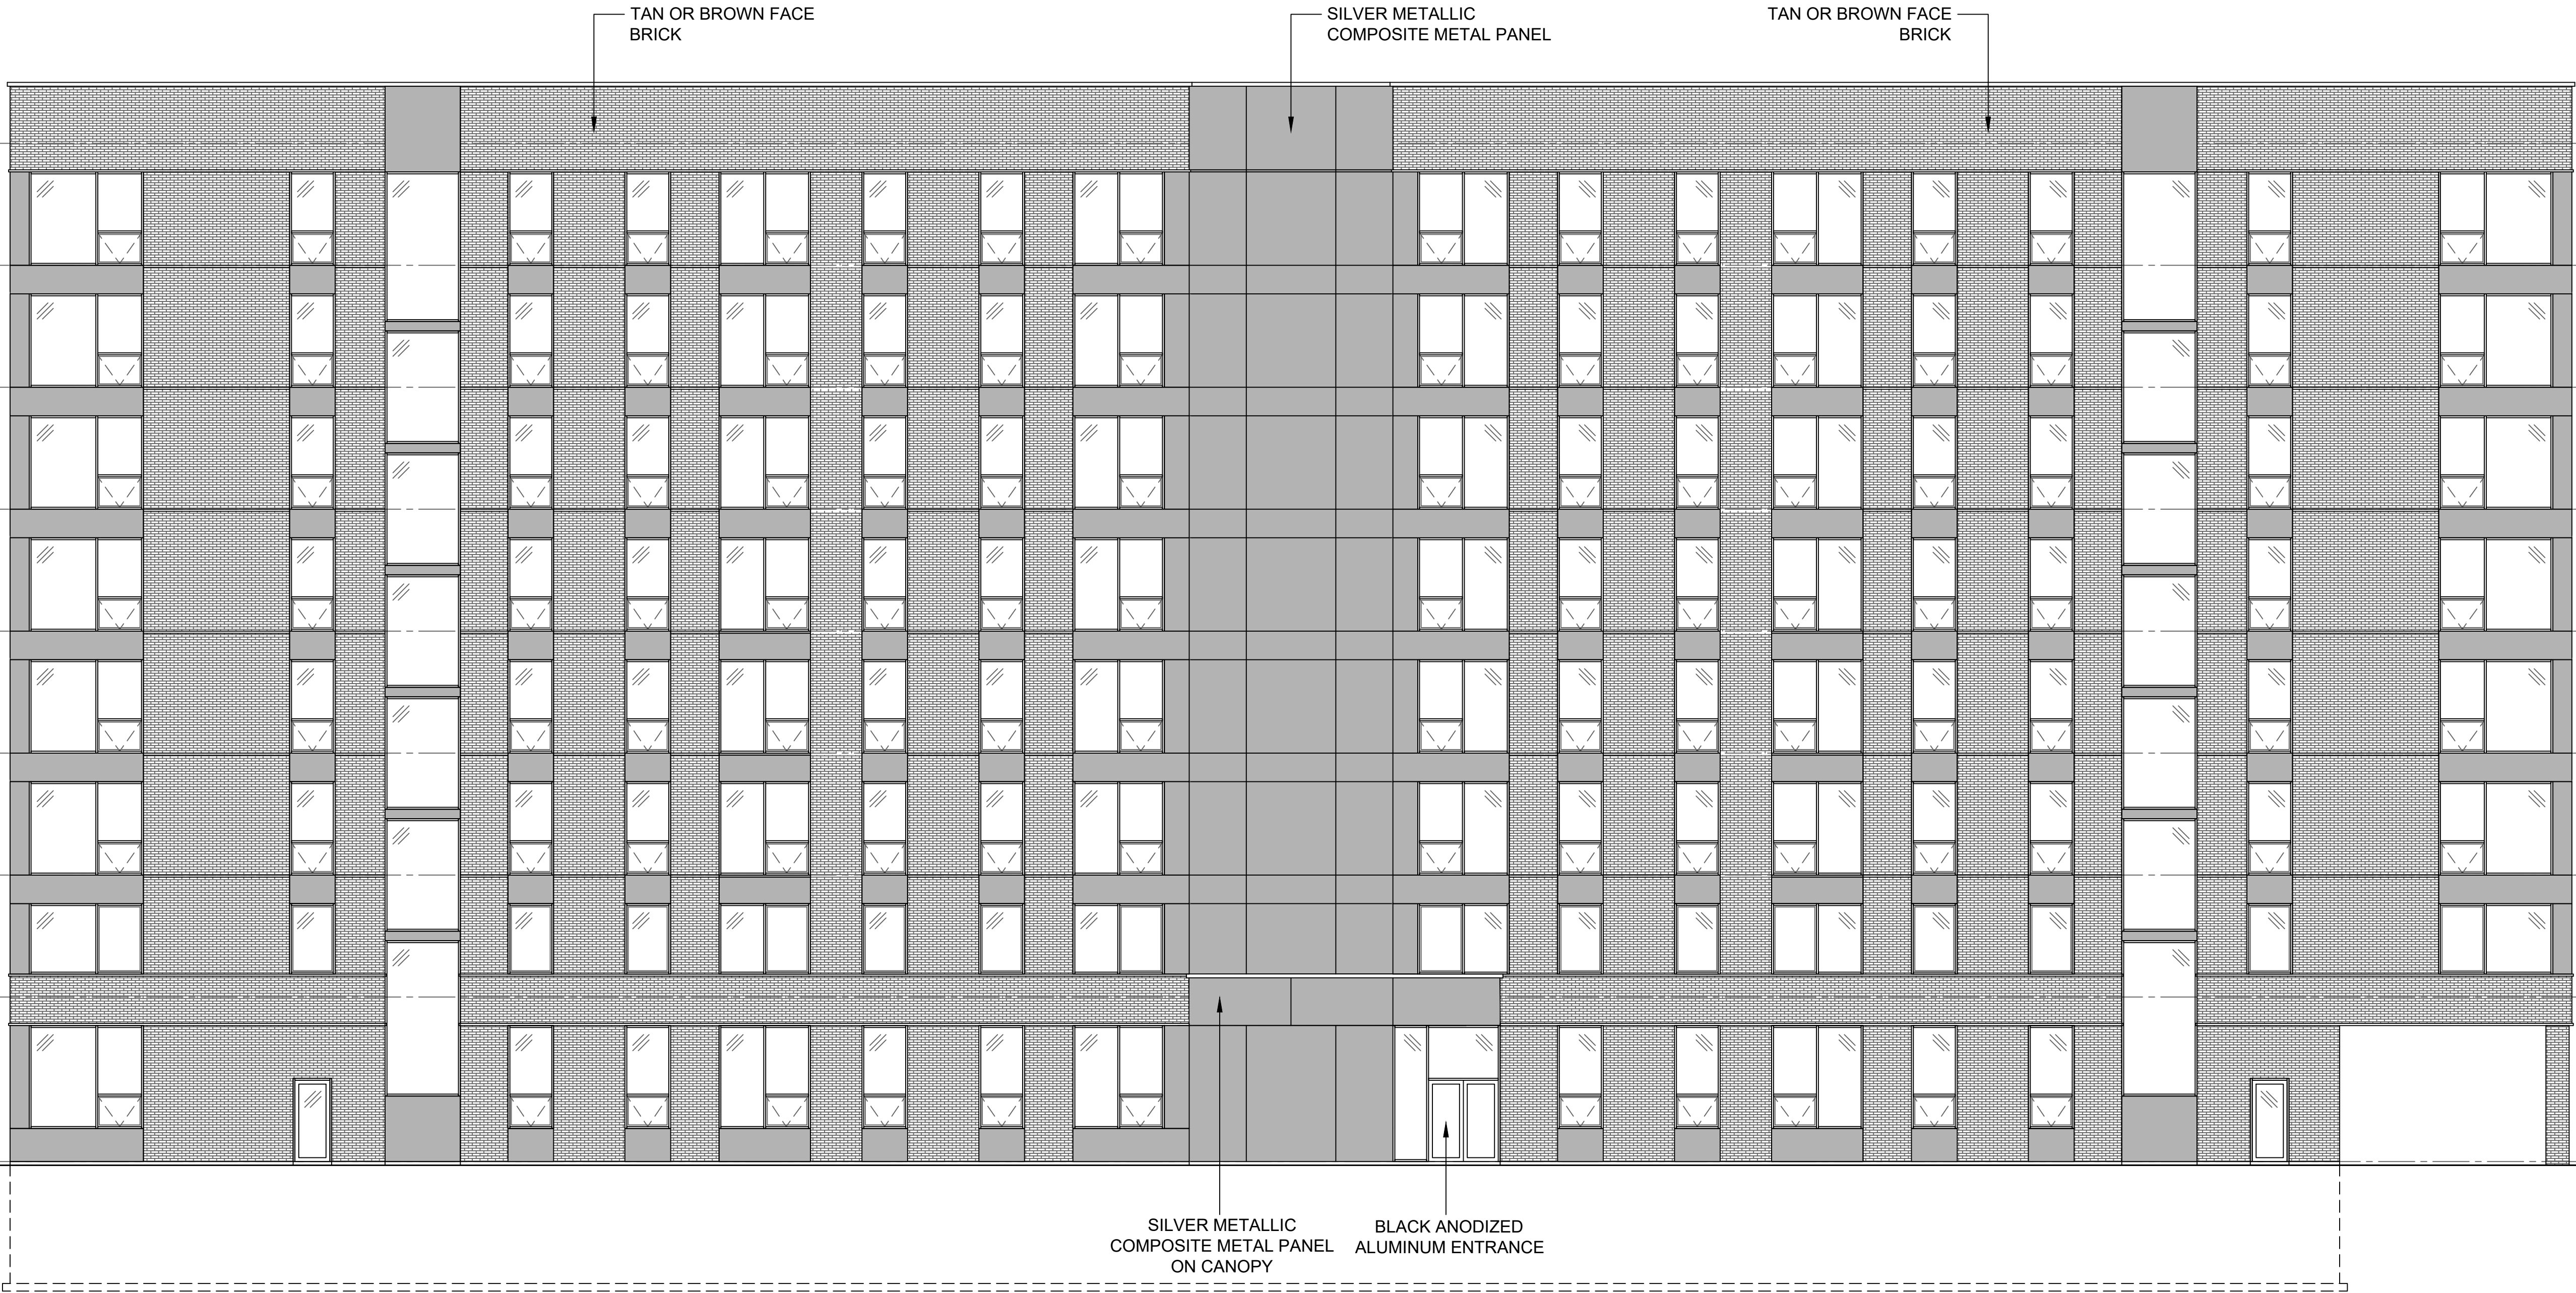 TAN OR BROWN FACE
BRICK
SILVER METALLIC
COMPOSITE METAL PANEL
TAN OR BROWN FACE
BRICK
SILVER METALLIC
COMPOSITE METAL PANEL
ON CANOPY
BLACK ANODIZED
ALUMINUM ENTRANCE